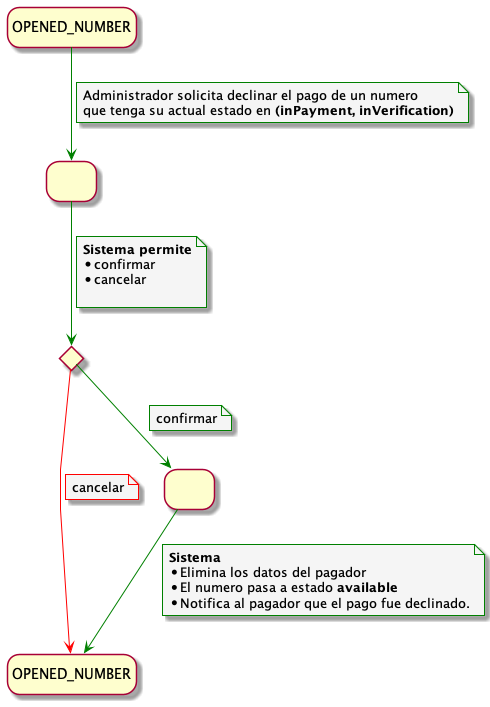 OPENED_NUMBER
Administrador solicita declinar el pago de un numero
que tenga su actual estado en (inPayment, inVerification)
Sistema permite
• confirmar
• cancelar
confirmar
cancelar
Sistema
• Elimina los datos del pagador
• El numero pasa a estado available
• Notifica al pagador que el pago fue declinado.
OPENED_NUMBER